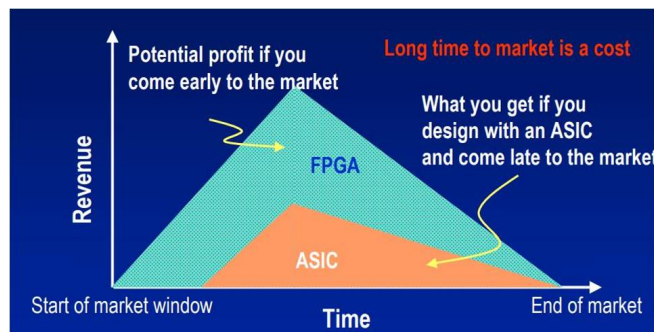 Potential profit if you
come early to the market
Long time to market is a cost
What you get if you
design with an ASIC
and come late to the market
Revenue
FPGA
ASIC
Start of market window
Time
End of market